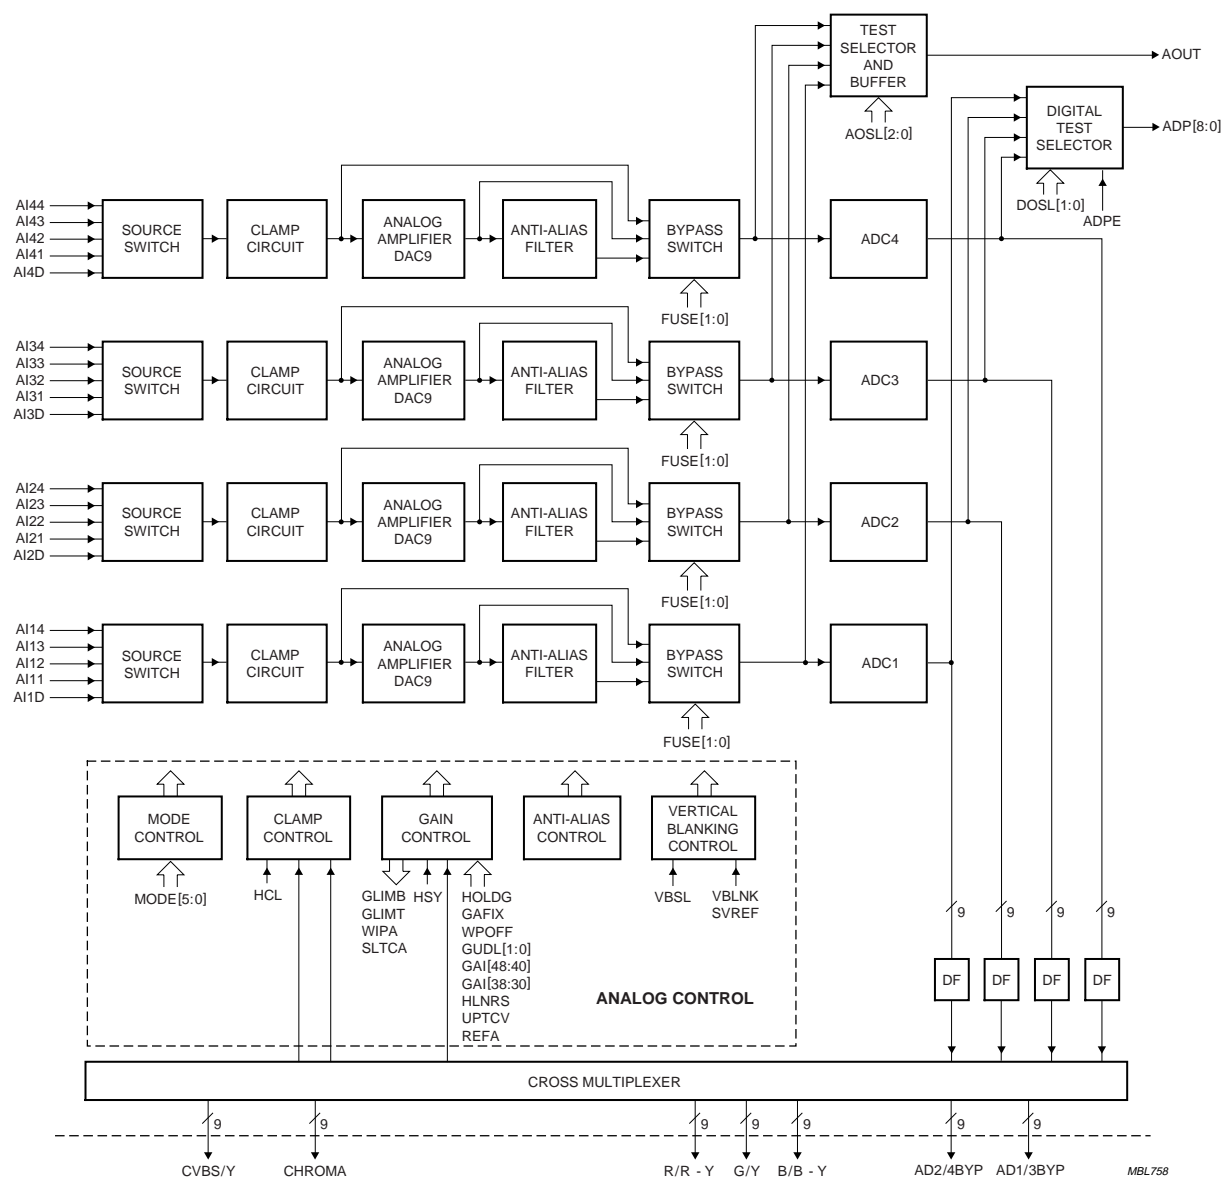 TEST
SELECTOR
AND
BUFFER
AOUT
AOSL[2:0]
DIGITAL
TEST
SELECTOR
ADP[8:0]
DOSL[1:0]
ADPE
AI44
AI43
AI42
AI41
AI4D
SOURCE
SWITCH
CLAMP
CIRCUIT
ANALOG
AMPLIFIER
DAC9
ANTI-ALIAS
FILTER
BYPASS
SWITCH
ADC4
FUSE[1:0]
AI34
AI33
AI32
AI31
AI3D
SOURCE
SWITCH
CLAMP
CIRCUIT
ANALOG
AMPLIFIER
DAC9
ANTI-ALIAS
FILTER
BYPASS
SWITCH
ADC3
FUSE[1:0]
AI24
AI23
AI22
AI21
AI2D
SOURCE
SWITCH
CLAMP
CIRCUIT
ANALOG
AMPLIFIER
DAC9
ANTI-ALIAS
FILTER
BYPASS
SWITCH
ADC2
FUSE[1:0]
AI14
AI13
AI12
AI11
AI1D
SOURCE
SWITCH
CLAMP
CIRCUIT
ANALOG
AMPLIFIER
DAC9
ANTI-ALIAS
FILTER
BYPASS
SWITCH
ADC1
FUSE[1:0]
MODE
CONTROL
MODE[5:0]
CLAMP
CONTROL
HCL
GAIN
CONTROL
GLIMB
GLIMT
WIPA
SLTCA
HSY
HOLDG
GAFIX
WPOFF
GUDL[1:0]
GAI[48:40]
GAI[38:30]
HLNRS
UPTCV
REFA
ANTI-ALIAS
CONTROL
VERTICAL
BLANKING
CONTROL
VBSL
VBLNK
SVREF
ANALOG CONTROL
9
9
9
9
DF
DF
DF
DF
CROSS MULTIPLEXER
9
9
9
9
9
9
9
CVBS/Y
CHROMA
R/R - Y
G/Y
B/B - Y
AD2/4BYP
AD1/3BYP
MBL758